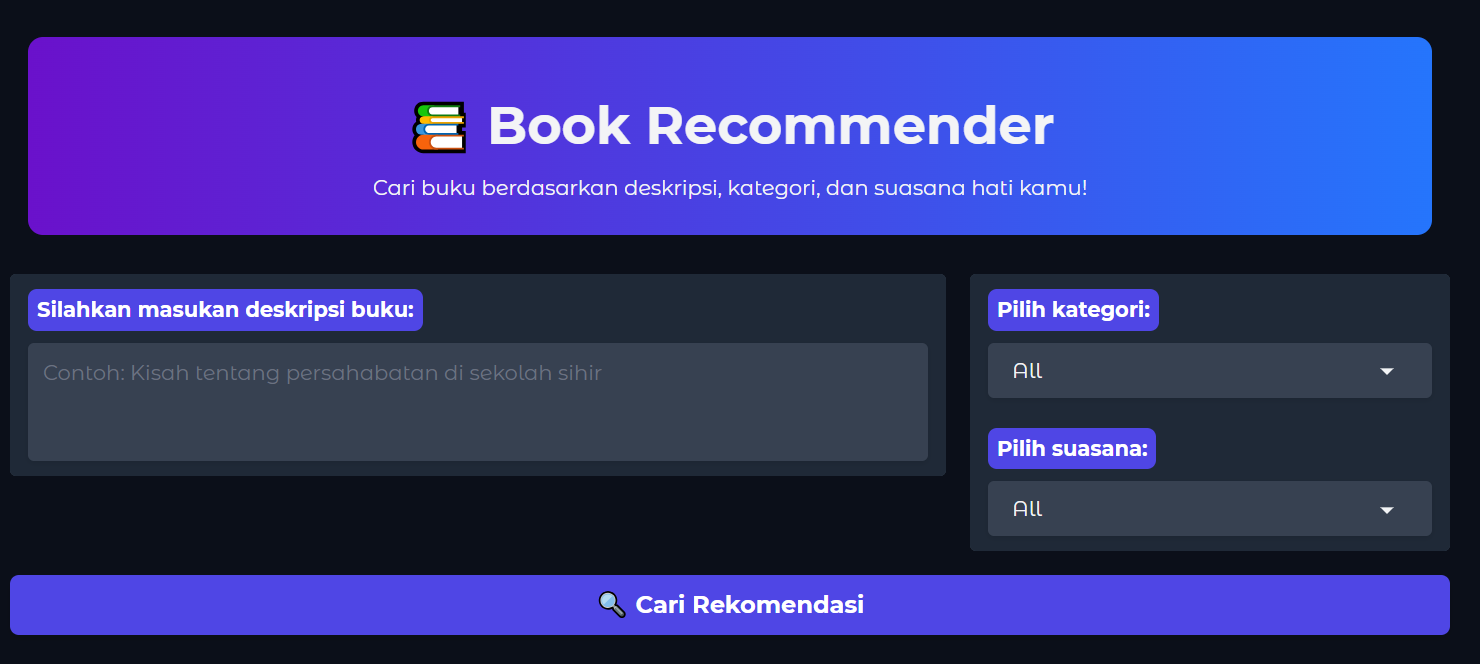 📚 Book Recommender
Cari buku berdasarkan deskripsi, kategori, dan suasana hati kamu!
Silahkan masukan deskripsi buku:
Contoh: Kisah tentang persahabatan di sekolah sihir
Pilih kategori:
All
Pilih suasana:
All
🔍 Cari Rekomendasi